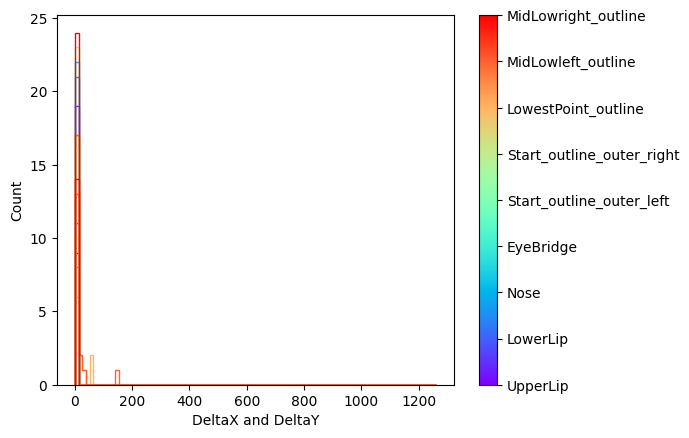 25
20
15
10
5
0
Count
0 200 400 600 800 1000 1200
DeltaX and DeltaY
MidLowright_outline
MidLowleft_outline
LowestPoint_outline
Start_outline_outer_right
Start_outline_outer_left
EyeBridge
Nose
LowerLip
UpperLip